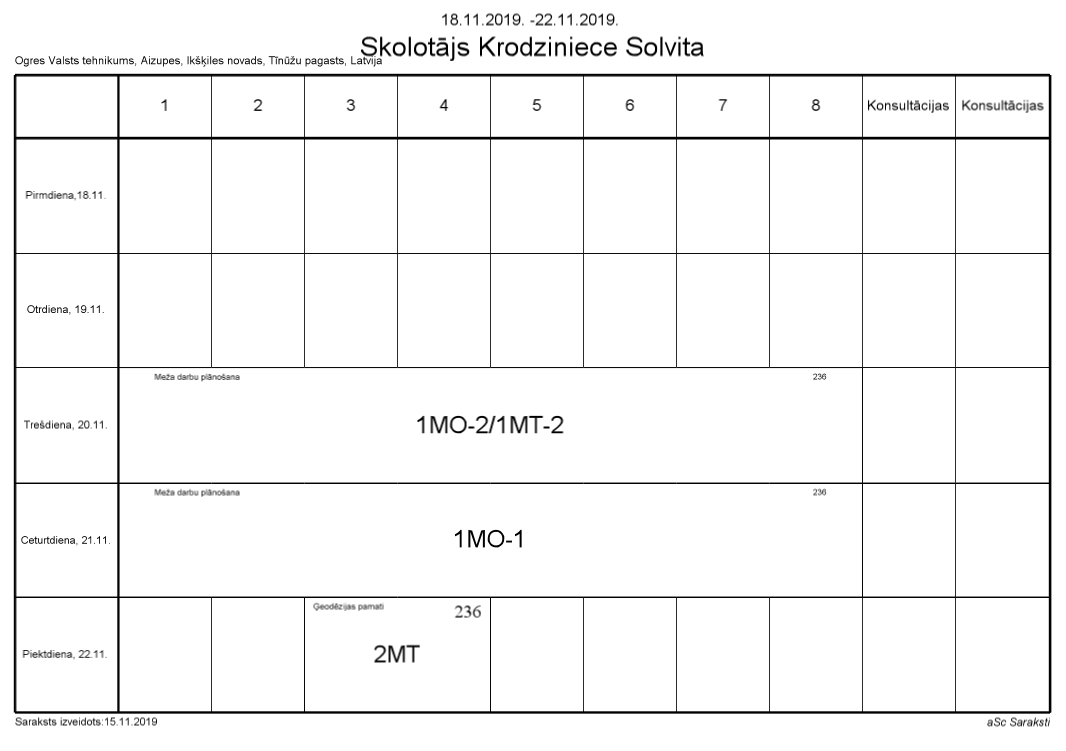 18.11.2019. -22.11.2019.
Skolotājs Krodziniece Solvita
Ogres Valsts tehnikums, Aizupes, Ikšķiles novads, Tīnūžu pagasts, Latvija
1 2 3 4 5 6 7 8 Konsultācijas Konsultācijas
Pirmdiena,18.11.
Otrdiena, 19.11.
Meža darbu plānošana 236
Trešdiena, 20.11. 1MO-2/1MT-2
Meža darbu plānošana 236
Ceturtdiena, 21.11. 1MO-1
Ģeodēzijas pamati 236
Piektdiena, 22.11. 2MT
Saraksts izveidots:15.11.2019 aSc Saraksti